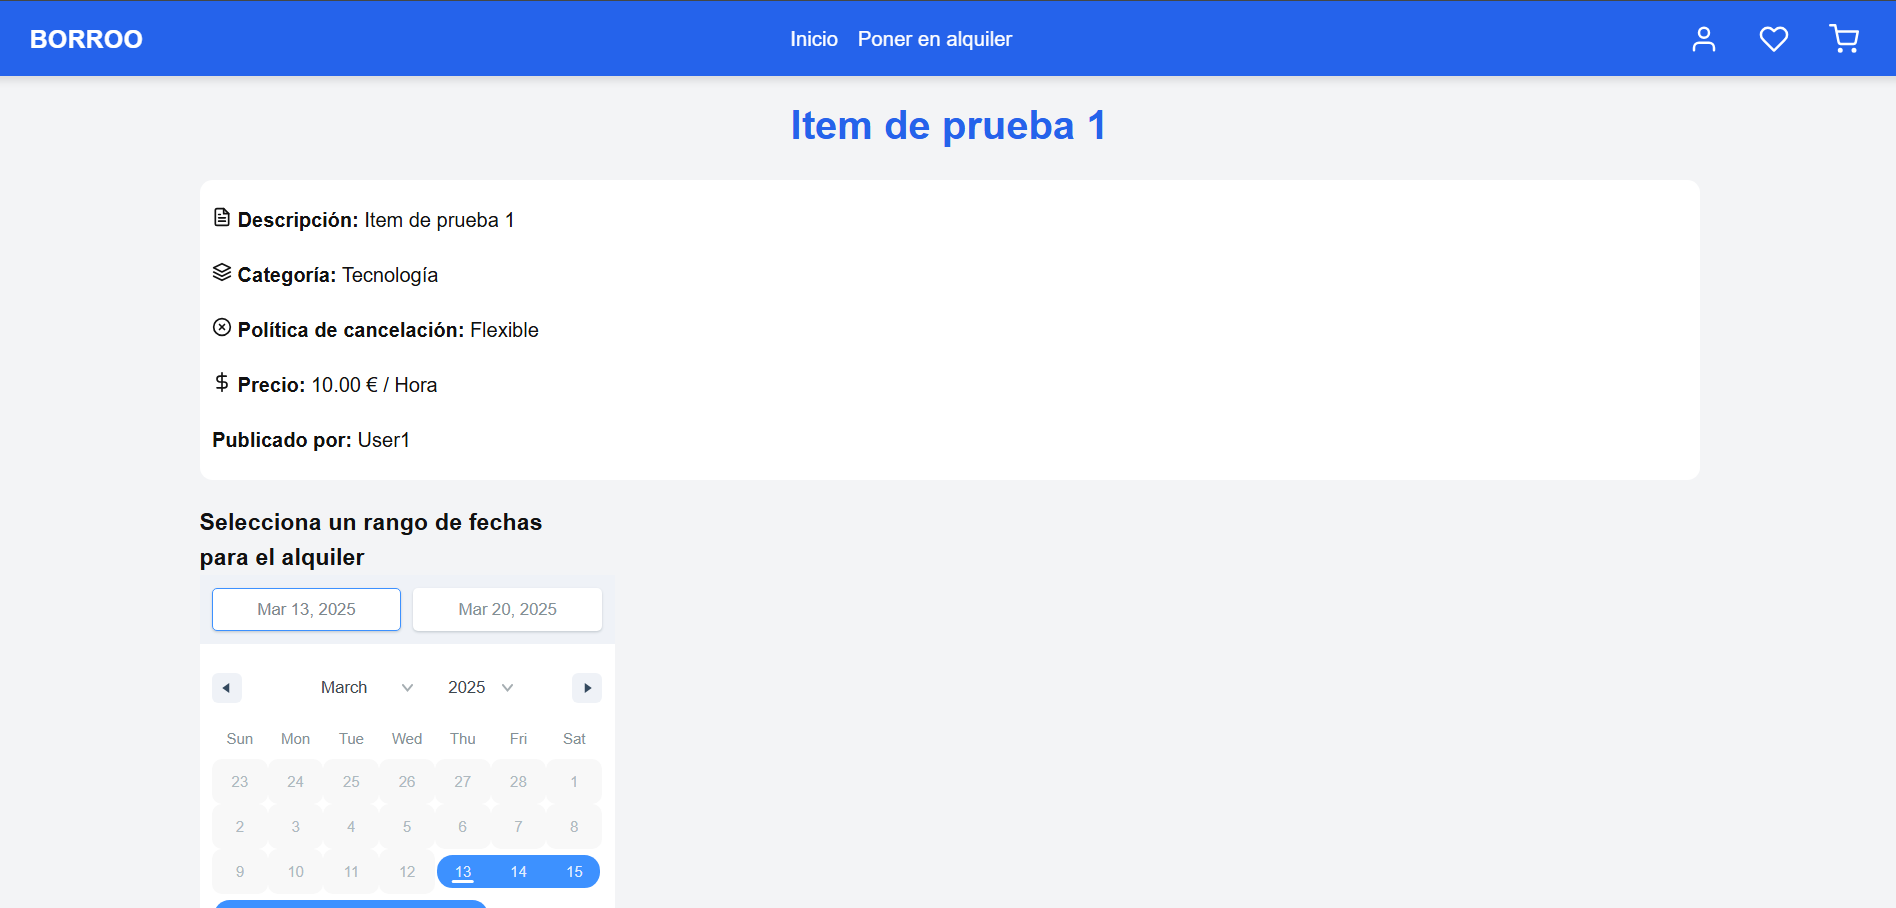 BORROO
Inicio Poner en alquiler
Item de prueba 1
Descripción: Item de prueba 1
Categoría: Tecnología
Política de cancelación: Flexible
Precio: 10.00 € / Hora
Publicado por: User1
Selecciona un rango de fechas
para el alquiler
Mar 13, 2025 Mar 20, 2025
March 2025
Sun Mon Tue Wed Thu Fri Sat
23 24 25 26 27 28 1
2 3 4 5 6 7 8
9 10 11 12 13 14 15